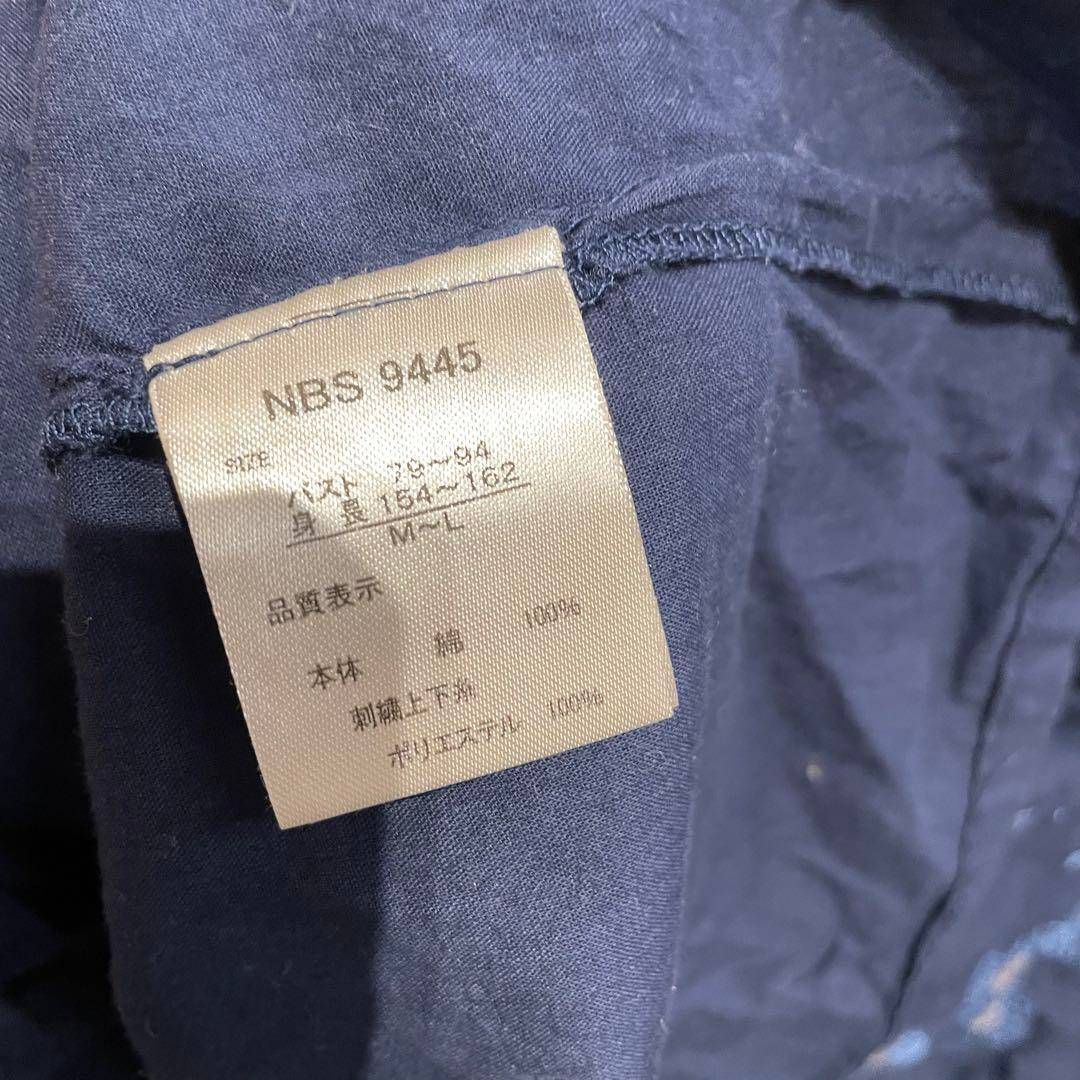 NBS 9445
SIZE
バスト 79～94
身長 154～162
M～L
品質表示
本体 綿 100%
刺繍上下糸
ポリエステル 100%